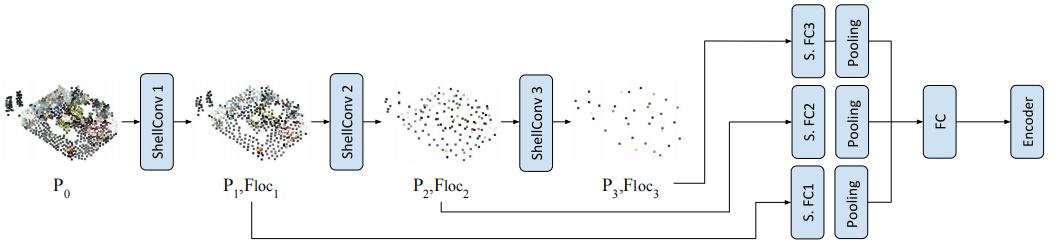 ShellConv 1
ShellConv 2
ShellConv 3
P0
P1,Floc1
P2,Floc2
P3,Floc3
S. FC3
Pooling
S. FC2
Pooling
S. FC1
Pooling
FC
Encoder